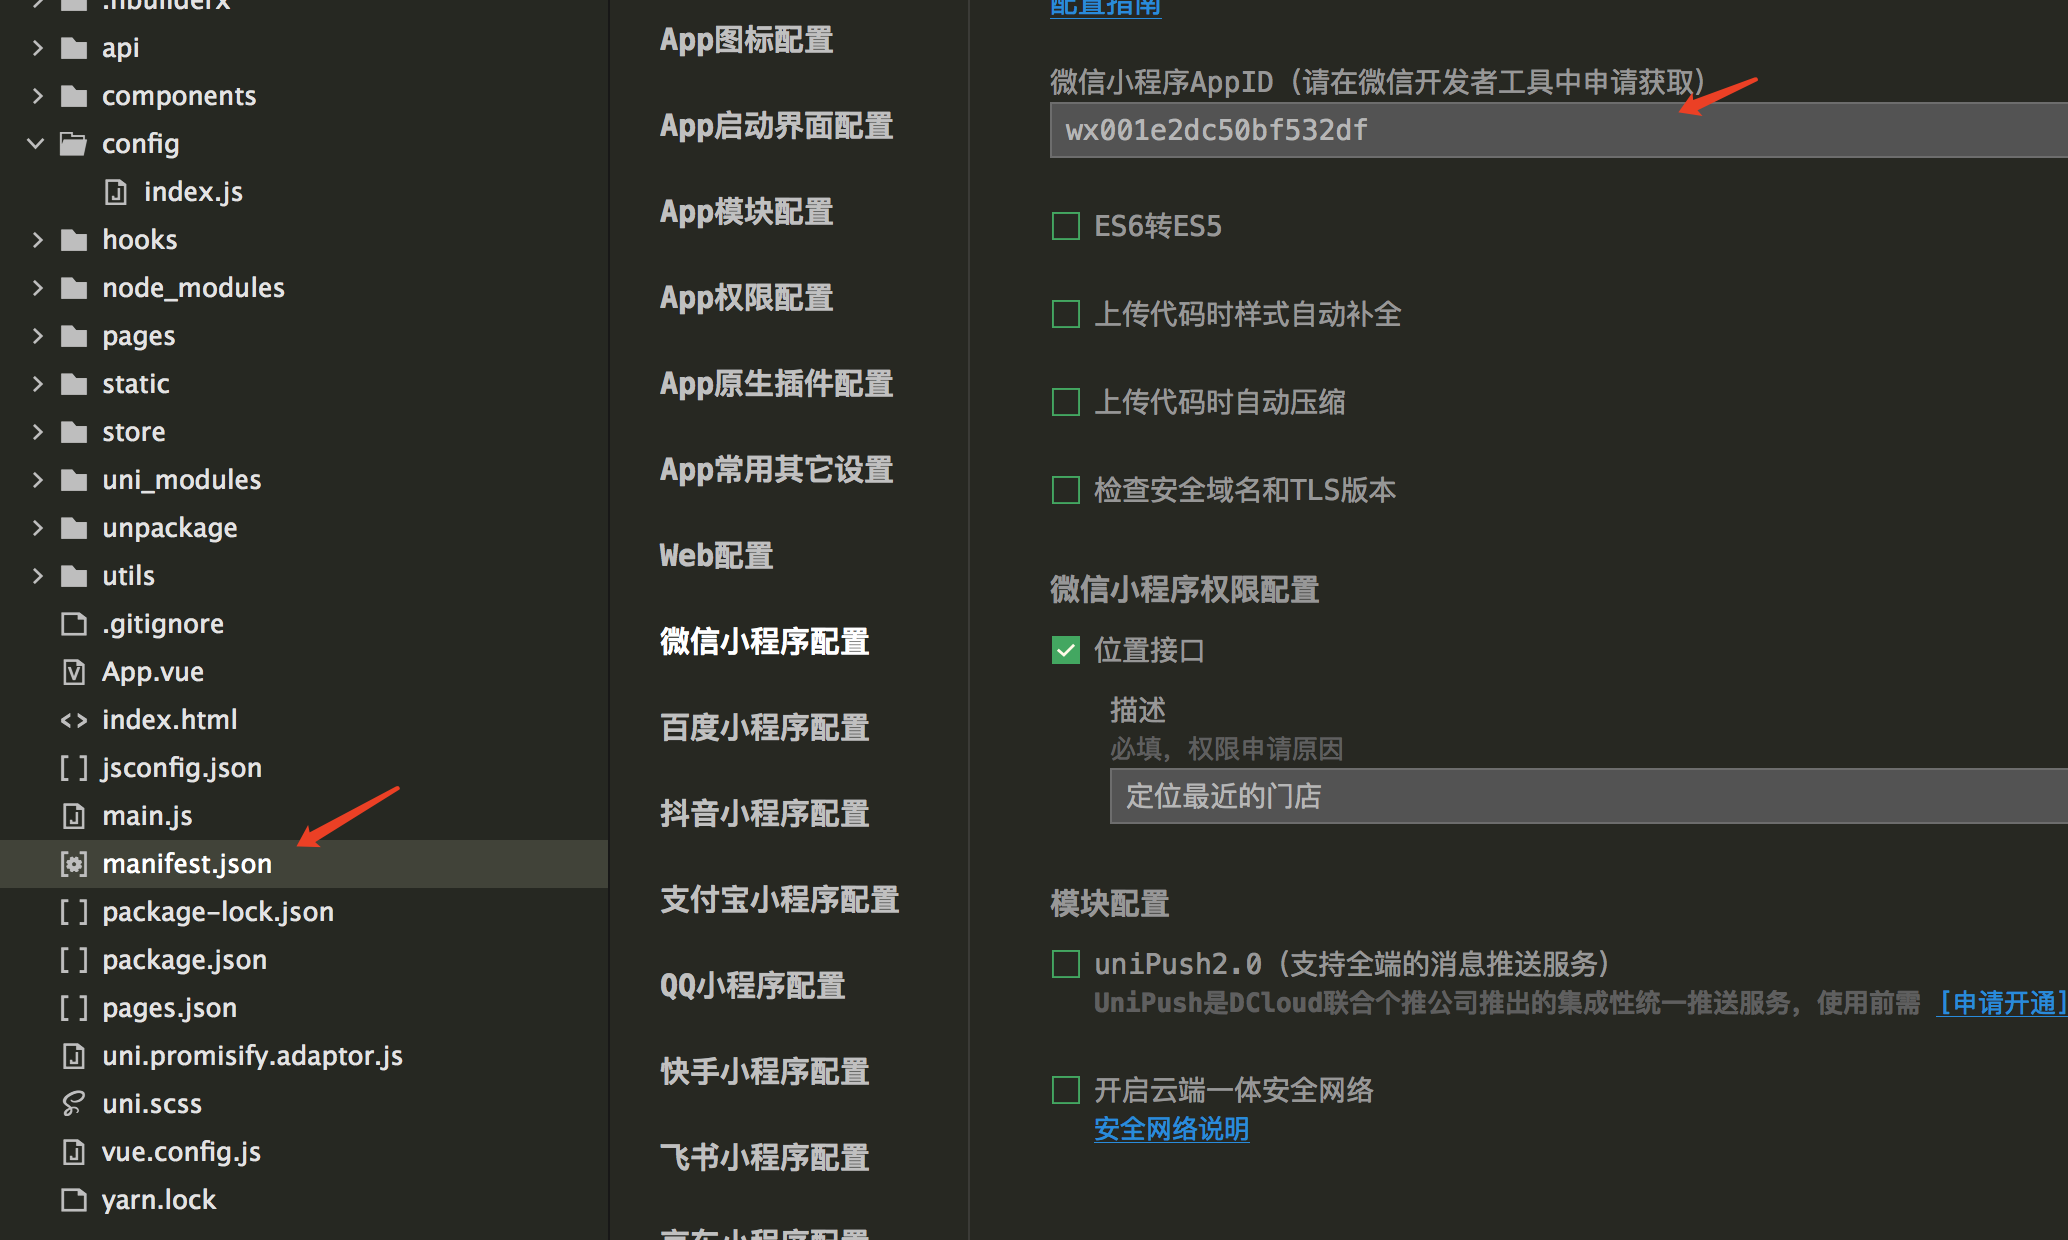 .hbuilderx
api
components
config
index.js
hooks
node_modules
pages
static
store
uni_modules
unpackage
utils
.gitignore
App.vue
index.html
jsconfig.json
main.js
manifest.json
package-lock.json
package.json
pages.json
uni.promisify.adaptor.js
uni.scss
vue.config.js
yarn.lock
App图标配置
App启动界面配置
App模块配置
App权限配置
App原生插件配置
App常用其它设置
Web配置
微信小程序配置
百度小程序配置
抖音小程序配置
支付宝小程序配置
QQ小程序配置
快手小程序配置
飞书小程序配置
京东小程序配置
配置指南
微信小程序AppID（请在微信开发者工具中申请获取）
wx001e2dc50bf532df
ES6转ES5
上传代码时样式自动补全
上传代码时自动压缩
检查安全域名和TLS版本
微信小程序权限配置
位置接口
描述
必填，权限申请原因
定位最近的门店
模块配置
uniPush2.0（支持全端的消息推送服务）
UniPush是DCloud联合个推公司推出的集成性统一推送服务，使用前需 [申请开通]
开启云端一体安全网络
安全网络说明